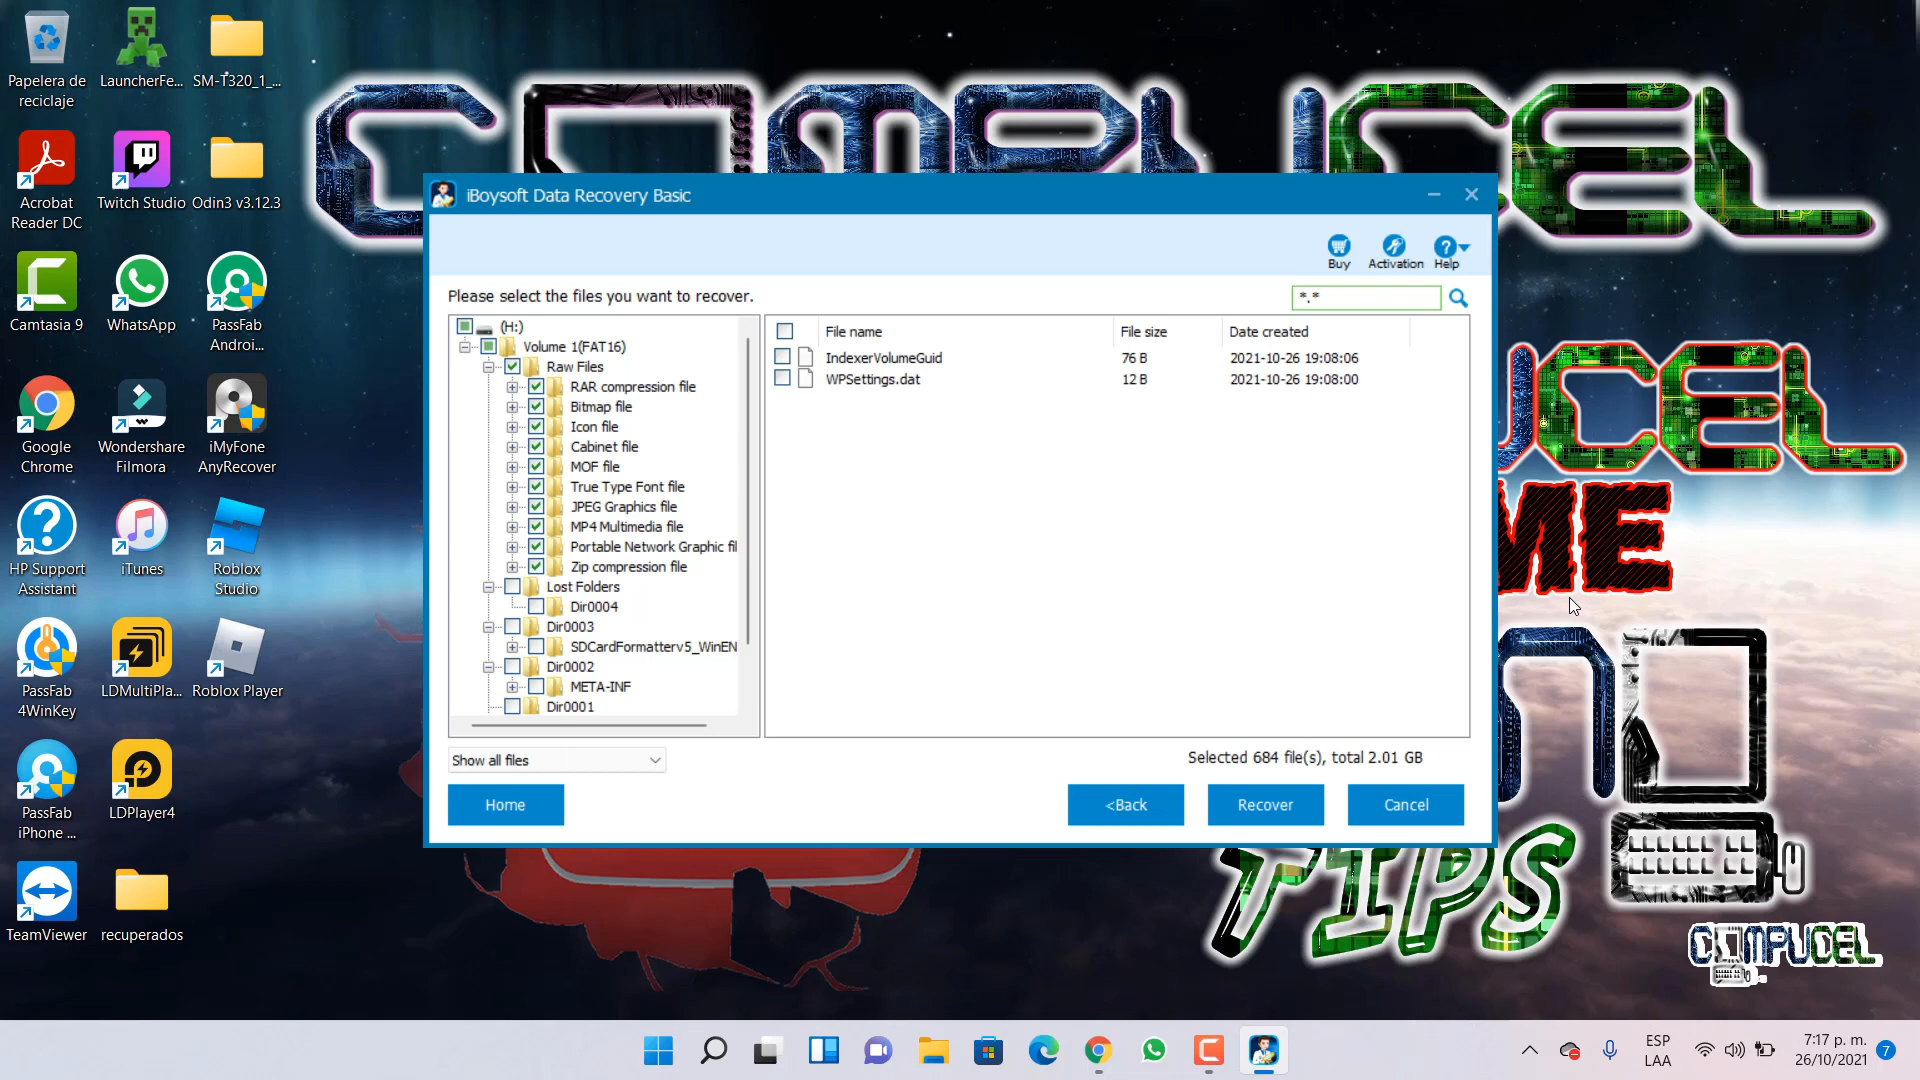 Papelera de
reciclaje
LauncherFe...
SM-T320_1_...
COMPUCEL
Acrobat
Reader DC
Twitch Studio
Odin3 v3.12.3
Camtasia 9
WhatsApp
PassFab
Androi...
Google
Chrome
Wondershare
Filmora
iMyFone
AnyRecover
HP Support
Assistant
iTunes
Roblox
Studio
PassFab
4WinKey
LDMultiPla...
Roblox Player
PassFab
iPhone ...
LDPlayer4
TeamViewer
recuperados
iBoysoft Data Recovery Basic
Buy
Activation
Help
Please select the files you want to recover.
*.*
(H:)
Volume 1(FAT16)
Raw Files
RAR compression file
Bitmap file
Icon file
Cabinet file
MOF file
True Type Font file
JPEG Graphics file
MP4 Multimedia file
Portable Network Graphic fil
Zip compression file
Lost Folders
Dir0004
Dir0003
SDCardFormatterv5_WinEN
Dir0002
META-INF
Dir0001
File name File size Date created
IndexerVolumeGuid 76 B 2021-10-26 19:08:06
WPSettings.dat 12 B 2021-10-26 19:08:00
Show all files
Selected 684 file(s), total 2.01 GB
Home
<Back
Recover
Cancel
UCEL
ME
TIPS
COMPUCEL
ESP
LAA
7:17 p. m.
26/10/2021
7